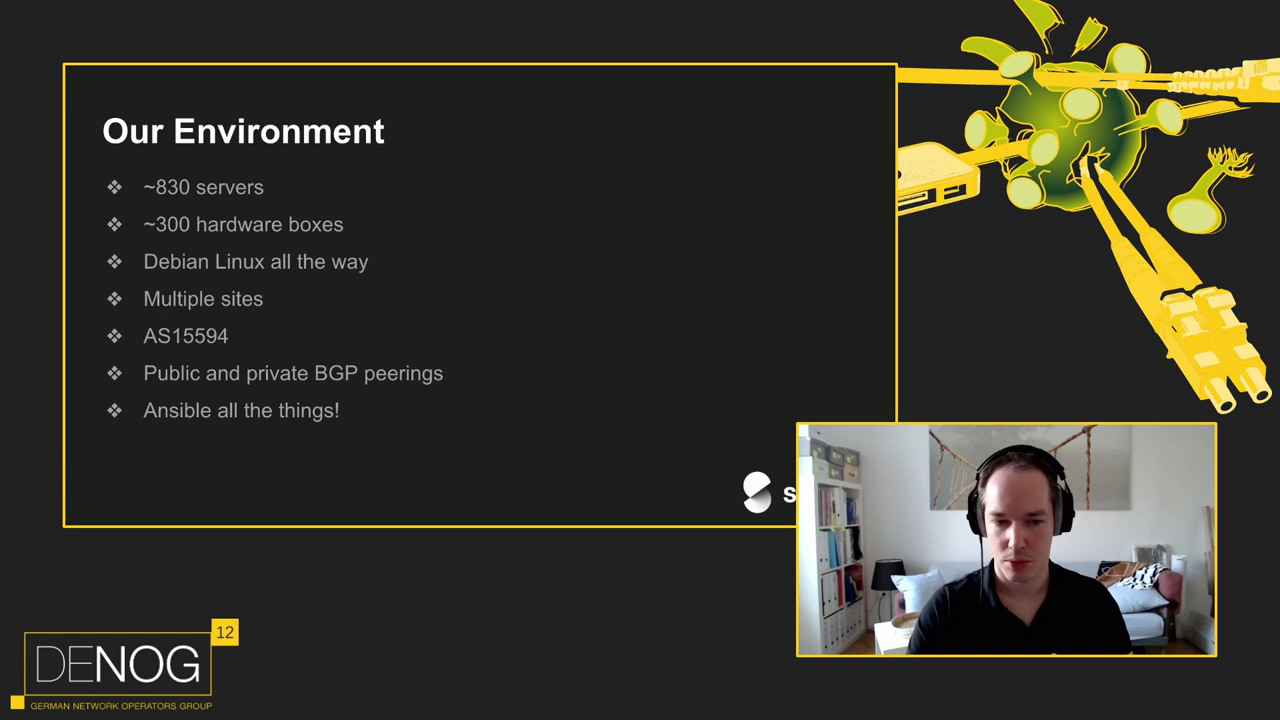 Our Environment
❖ ~830 servers
❖ ~300 hardware boxes
❖ Debian Linux all the way
❖ Multiple sites
❖ AS15594
❖ Public and private BGP peerings
❖ Ansible all the things!
12
DENOG
GERMAN NETWORK OPERATORS GROUP